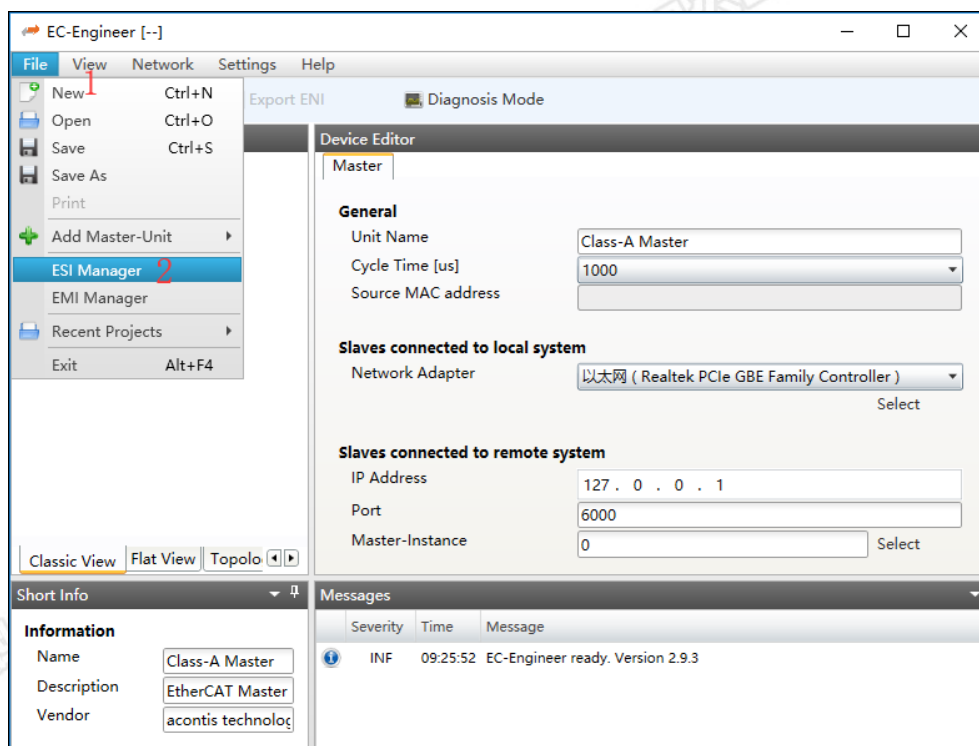 EC-Engineer [--]
File View Network Settings Help
1
New Ctrl+N
Export ENI
Diagnosis Mode
Open Ctrl+O
Save Ctrl+S
Save As
Print
Add Master-Unit
ESI Manager 2
EMI Manager
Recent Projects
Exit Alt+F4
Device Editor
Master
General
Unit Name Class-A Master
Cycle Time [us] 1000
Source MAC address
Slaves connected to local system
Network Adapter 以太网 ( Realtek PCIe GBE Family Controller )
Select
Slaves connected to remote system
IP Address 127 . 0 . 0 . 1
Port 6000
Master-Instance 0 Select
Classic View Flat View Topolo
Short Info
Information
Name Class-A Master
Description EtherCAT Master
Vendor acontis technolog
Messages
Severity Time Message
INF 09:25:52 EC-Engineer ready. Version 2.9.3